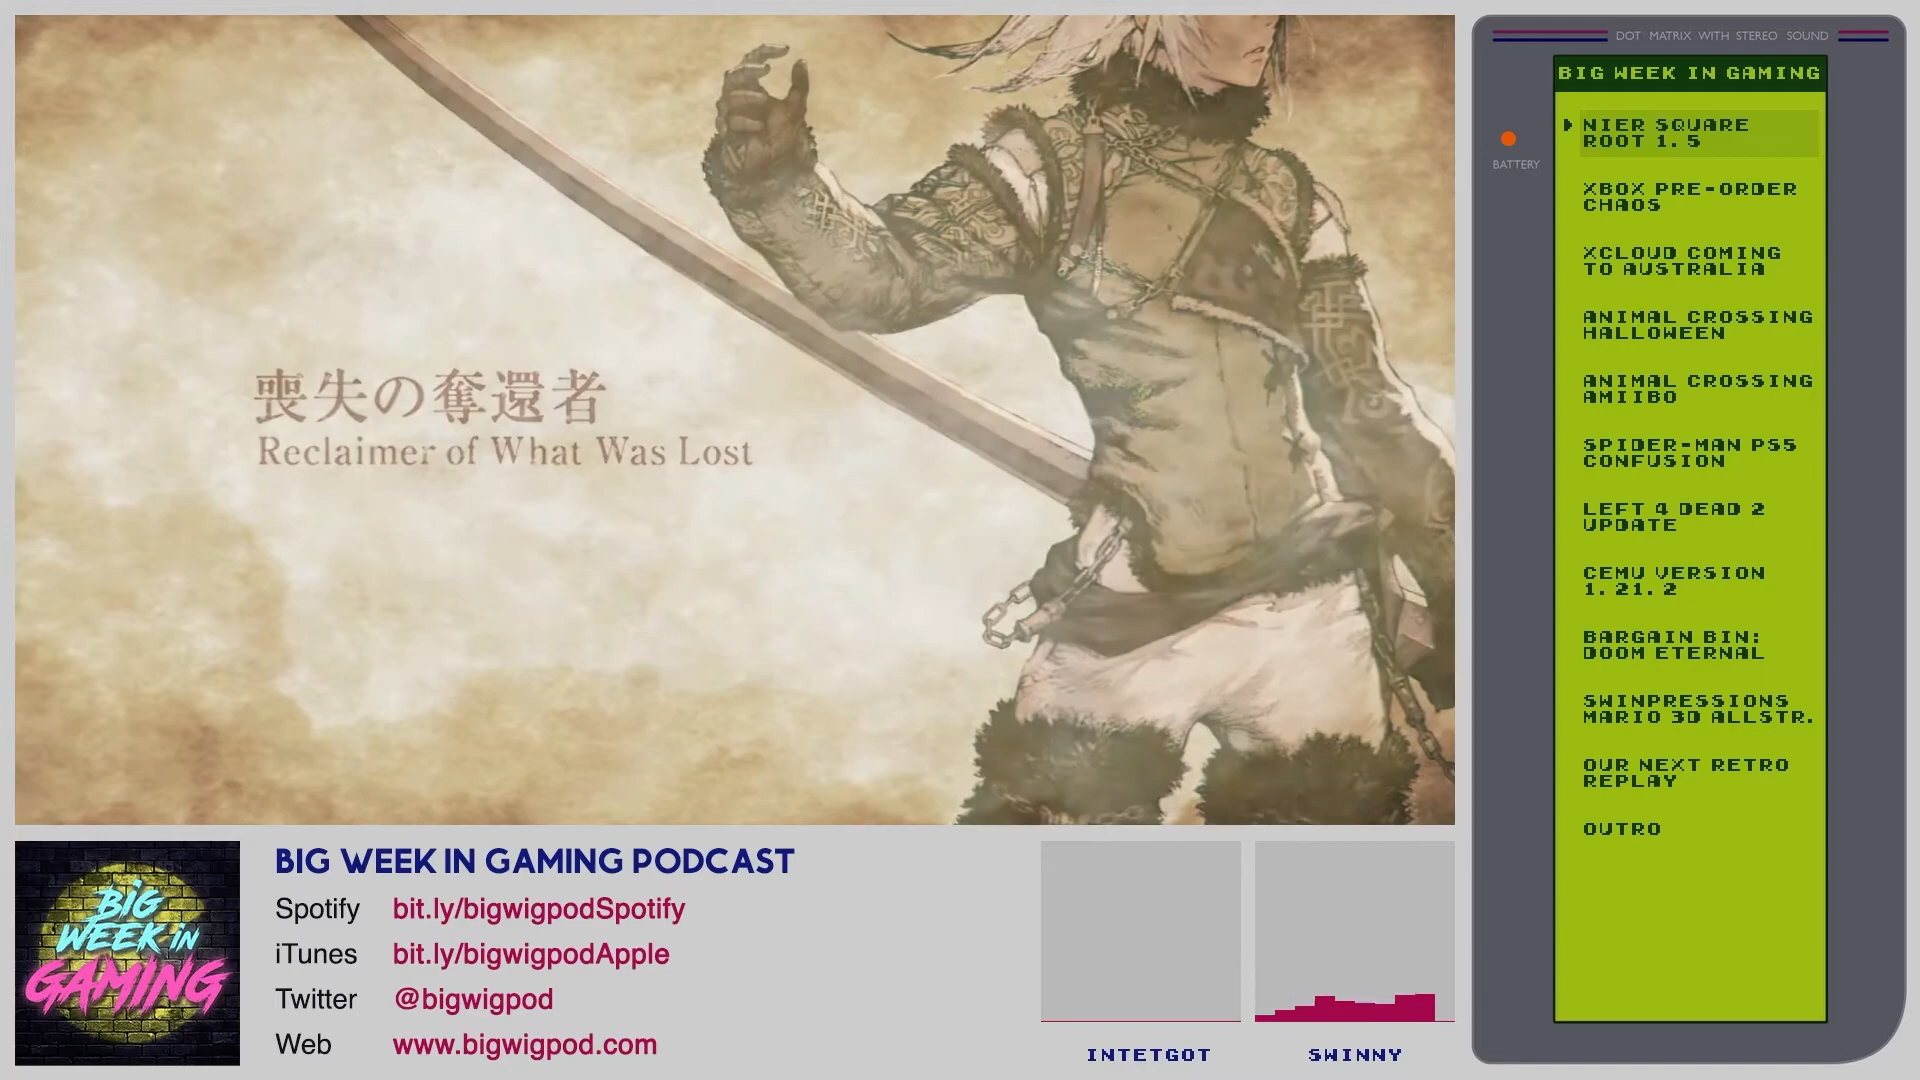 喪失の奪還者
Reclaimer of What Was Lost
DOT MATRIX WITH STEREO SOUND
BATTERY
BIG WEEK IN GAMING
NIER SQUARE
ROOT 1.5
XBOX PRE-ORDER
CHAOS
XCLOUD COMING
TO AUSTRALIA
ANIMAL CROSSING
HALLOWEEN
ANIMAL CROSSING
AMIIBO
SPIDER-MAN PS5
CONFUSION
LEFT 4 DEAD 2
UPDATE
CEMU VERSION
1.21.2
BARGAIN BIN:
DOOM ETERNAL
SWINPRESSIONS
MARIO 3D ALLSTR.
OUR NEXT RETRO
REPLAY
OUTRO
BIG
WEEK IN
GAMING
BIG WEEK IN GAMING PODCAST
Spotify bit.ly/bigwigpodSpotify
iTunes bit.ly/bigwigpodApple
Twitter @bigwigpod
Web www.bigwigpod.com
INTETGOT
SWINNY